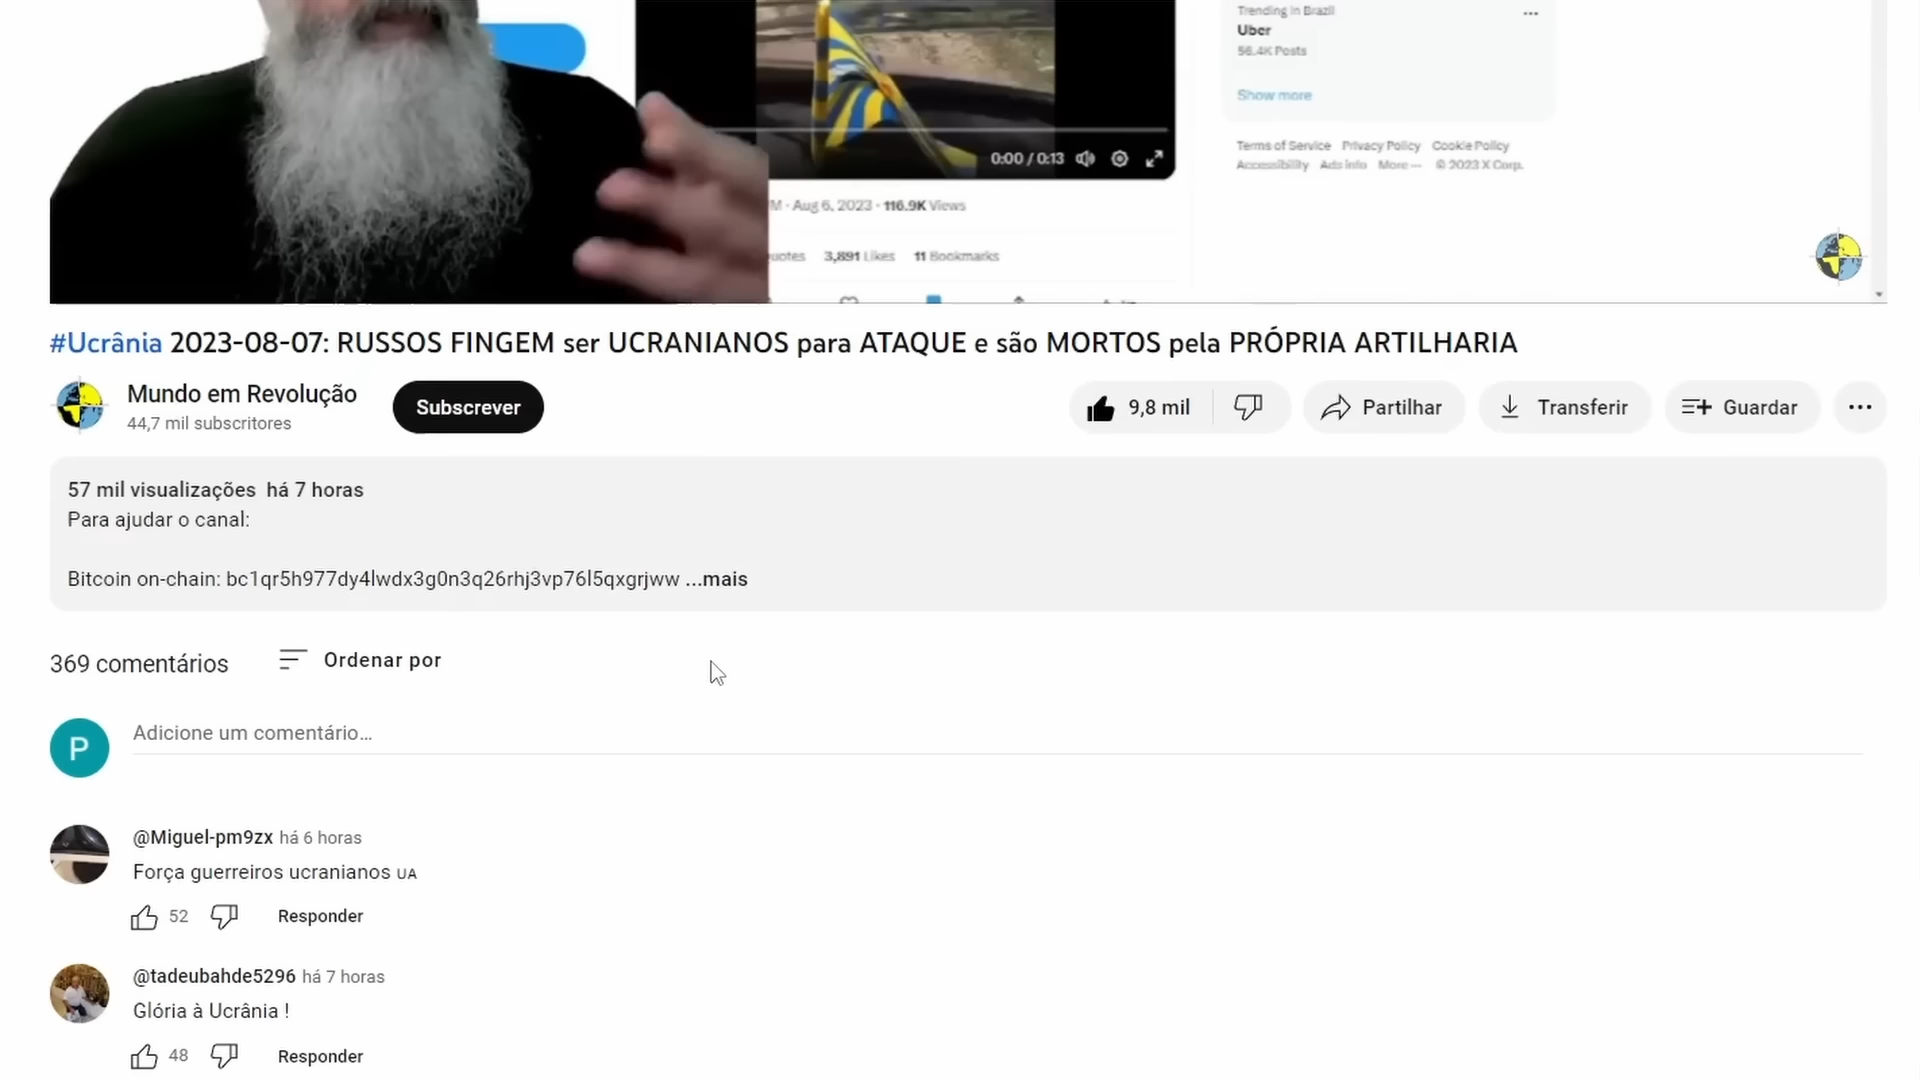 Trending in Brazil
Uber
56.4K Posts
Show more
Terms of Service Privacy Policy Cookie Policy
Accessibility Ads info More ··· © 2023 X Corp.
0:00 / 0:13
M · Aug 6, 2023 · 116.9K Views
uotes 3,891 Likes 11 Bookmarks
#Ucrânia 2023-08-07: RUSSOS FINGEM ser UCRANIANOS para ATAQUE e são MORTOS pela PRÓPRIA ARTILHARIA
Mundo em Revolução
44,7 mil subscritores
Subscrever
9,8 mil
Partilhar
Transferir
Guardar
57 mil visualizações há 7 horas
Para ajudar o canal:
Bitcoin on-chain: bc1qr5h977dy4lwdx3g0n3q26rhj3vp76l5qxgrjww ...mais
369 comentários
Ordenar por
P
Adicione um comentário...
@Miguel-pm9zx há 6 horas
Força guerreiros ucranianos UA
52
Responder
@tadeubahde5296 há 7 horas
Glória à Ucrânia !
48
Responder